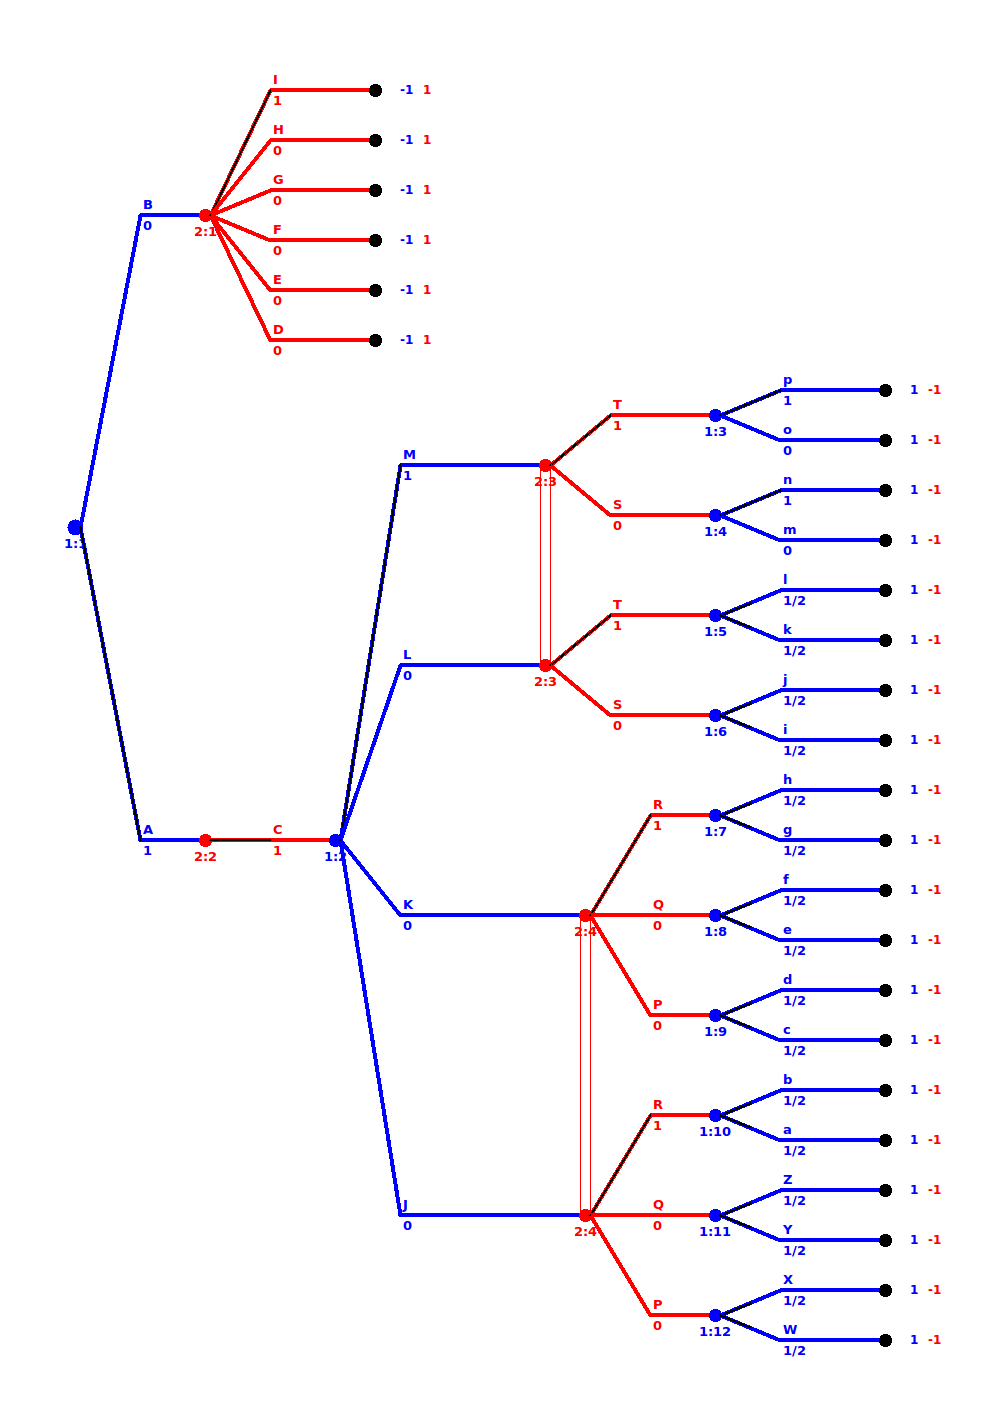 I
1
-1 1
H
0
-1 1
G
0
-1 1
B
0
2:1
F
0
-1 1
E
0
-1 1
D
0
-1 1
p
1
1 -1
T
1
1:3
o
0
1 -1
M
1
2:3
n
1
1 -1
S
0
1:4
m
0
1 -1
1:1
l
1/2
1 -1
T
1
1:5
k
1/2
1 -1
L
0
2:3
j
1/2
1 -1
S
0
1:6
i
1/2
1 -1
h
1/2
1 -1
R
1
1:7
g
1/2
1 -1
A
1
2:2
C
1
1:2
f
1/2
1 -1
K
0
2:4
Q
0
1:8
e
1/2
1 -1
d
1/2
1 -1
P
0
1:9
c
1/2
1 -1
b
1/2
1 -1
R
1
1:10
a
1/2
1 -1
Z
1/2
1 -1
J
0
2:4
Q
0
1:11
Y
1/2
1 -1
X
1/2
1 -1
P
0
1:12
W
1/2
1 -1